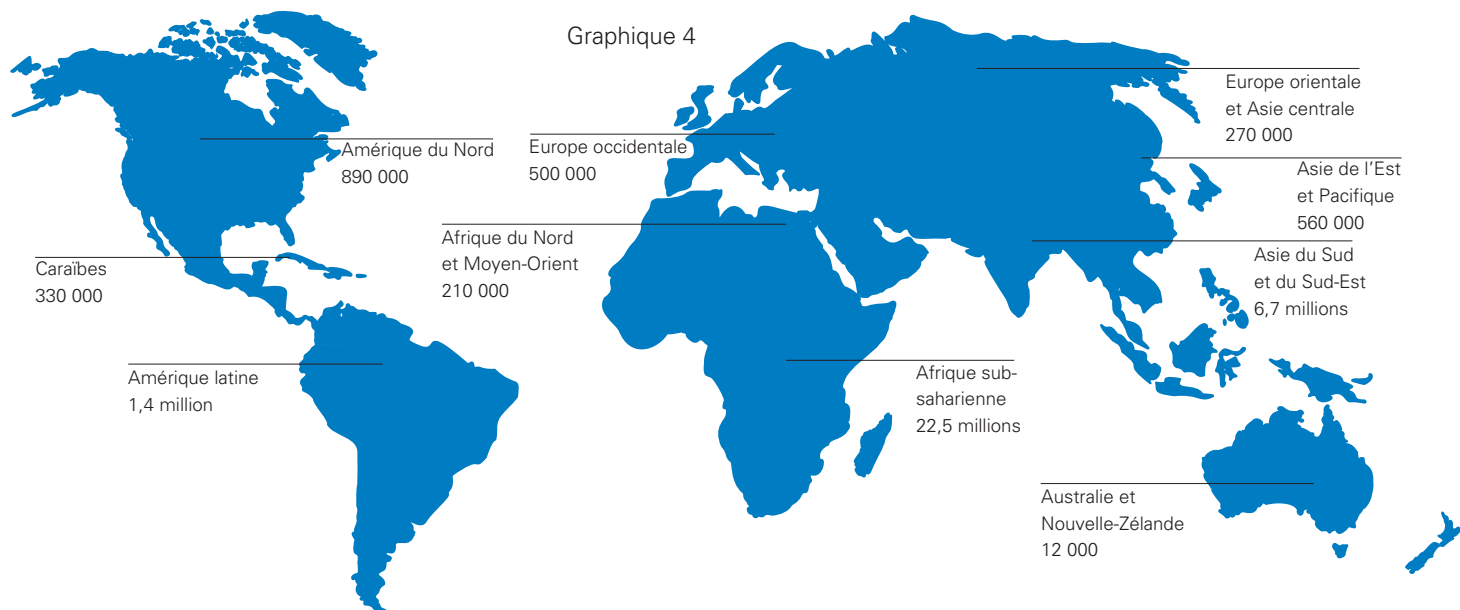 Graphique 4
Europe orientale
et Asie centrale
270 000
Amérique du Nord
890 000
Europe occidentale
500 000
Asie de l’Est
et Pacifique
560 000
Afrique du Nord
et Moyen-Orient
210 000
Asie du Sud
et du Sud-Est
6,7 millions
Caraïbes
330 000
Amérique latine
1,4 million
Afrique sub-
saharienne
22,5 millions
Australie et
Nouvelle-Zélande
12 000